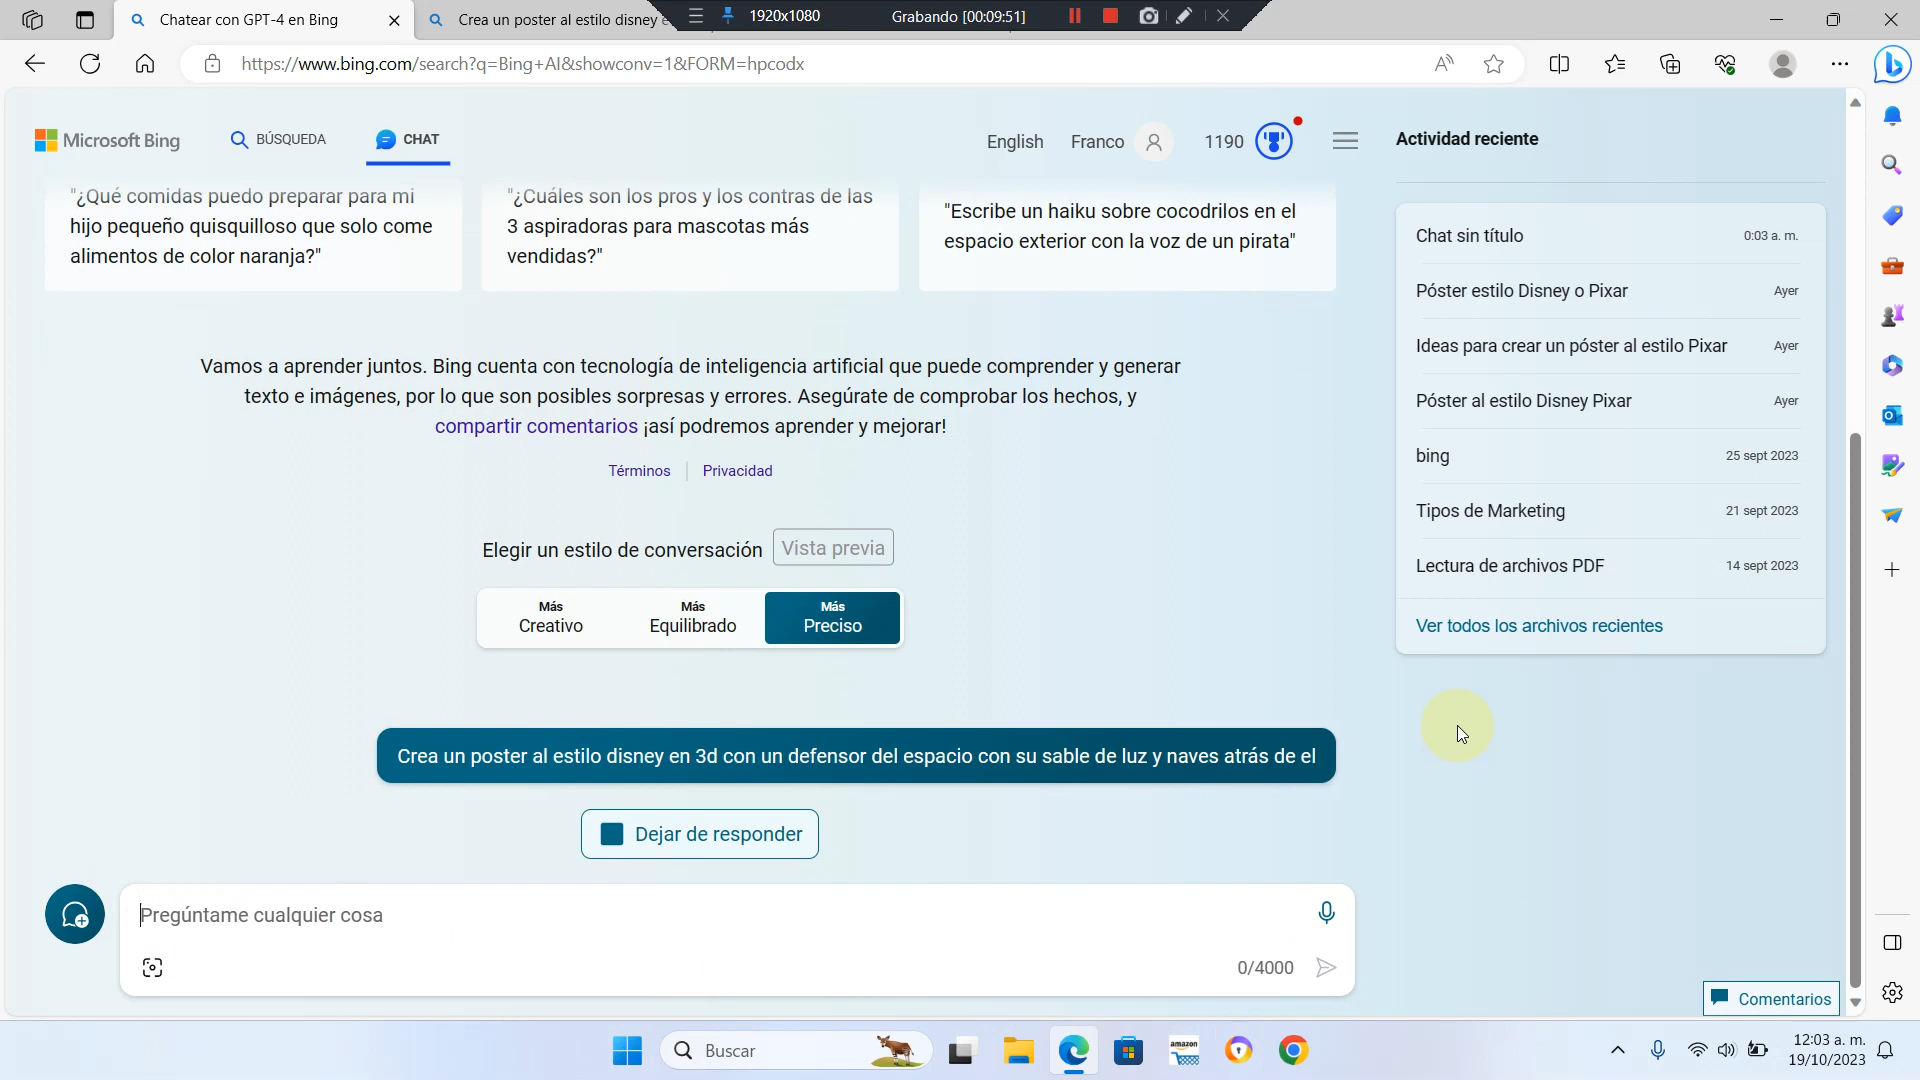 Chatear con GPT-4 en Bing
Crea un poster al estilo disney e
1920x1080
Grabando [00:09:51]
https://www.bing.com/search?q=Bing+AI&showconv=1&FORM=hpcodx
Microsoft Bing
BÚSQUEDA
CHAT
English
Franco
1190
"¿Qué comidas puedo preparar para mi
hijo pequeño quisquilloso que solo come
alimentos de color naranja?"
"¿Cuáles son los pros y los contras de las
3 aspiradoras para mascotas más
vendidas?"
"Escribe un haiku sobre cocodrilos en el
espacio exterior con la voz de un pirata"
Vamos a aprender juntos. Bing cuenta con tecnología de inteligencia artificial que puede comprender y generar
texto e imágenes, por lo que son posibles sorpresas y errores. Asegúrate de comprobar los hechos, y
compartir comentarios ¡así podremos aprender y mejorar!
Términos
Privacidad
Elegir un estilo de conversación
Vista previa
Más
Creativo
Más
Equilibrado
Más
Preciso
Crea un poster al estilo disney en 3d con un defensor del espacio con su sable de luz y naves atrás de el
Dejar de responder
Pregúntame cualquier cosa
0/4000
Actividad reciente
Chat sin título 0:03 a. m.
Póster estilo Disney o Pixar Ayer
Ideas para crear un póster al estilo Pixar Ayer
Póster al estilo Disney Pixar Ayer
bing 25 sept 2023
Tipos de Marketing 21 sept 2023
Lectura de archivos PDF 14 sept 2023
Ver todos los archivos recientes
Comentarios
Buscar
amazon
12:03 a. m.
19/10/2023